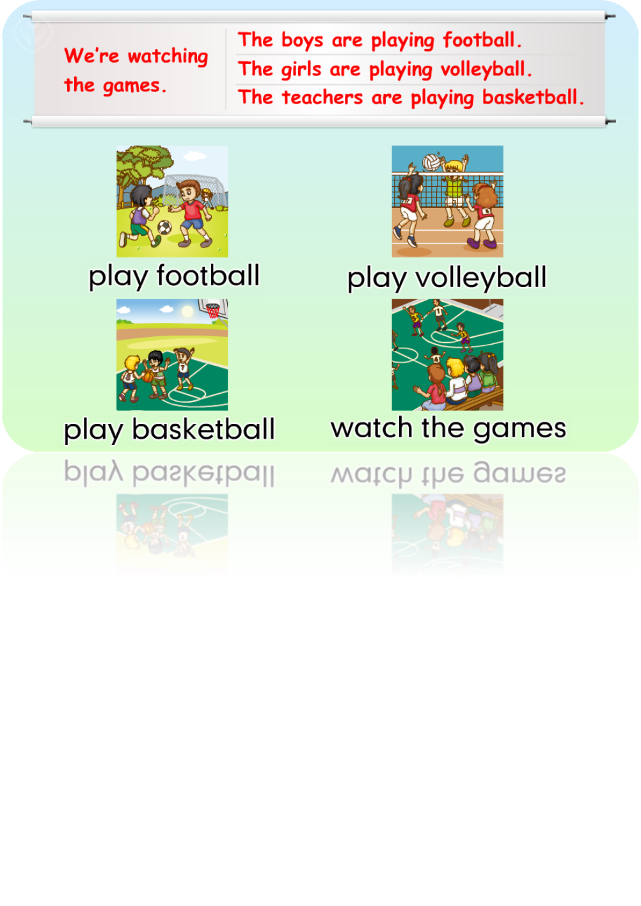 We're watching
the games.
The boys are playing football.
The girls are playing volleyball.
The teachers are playing basketball.
play football
play volleyball
play basketball
watch the games